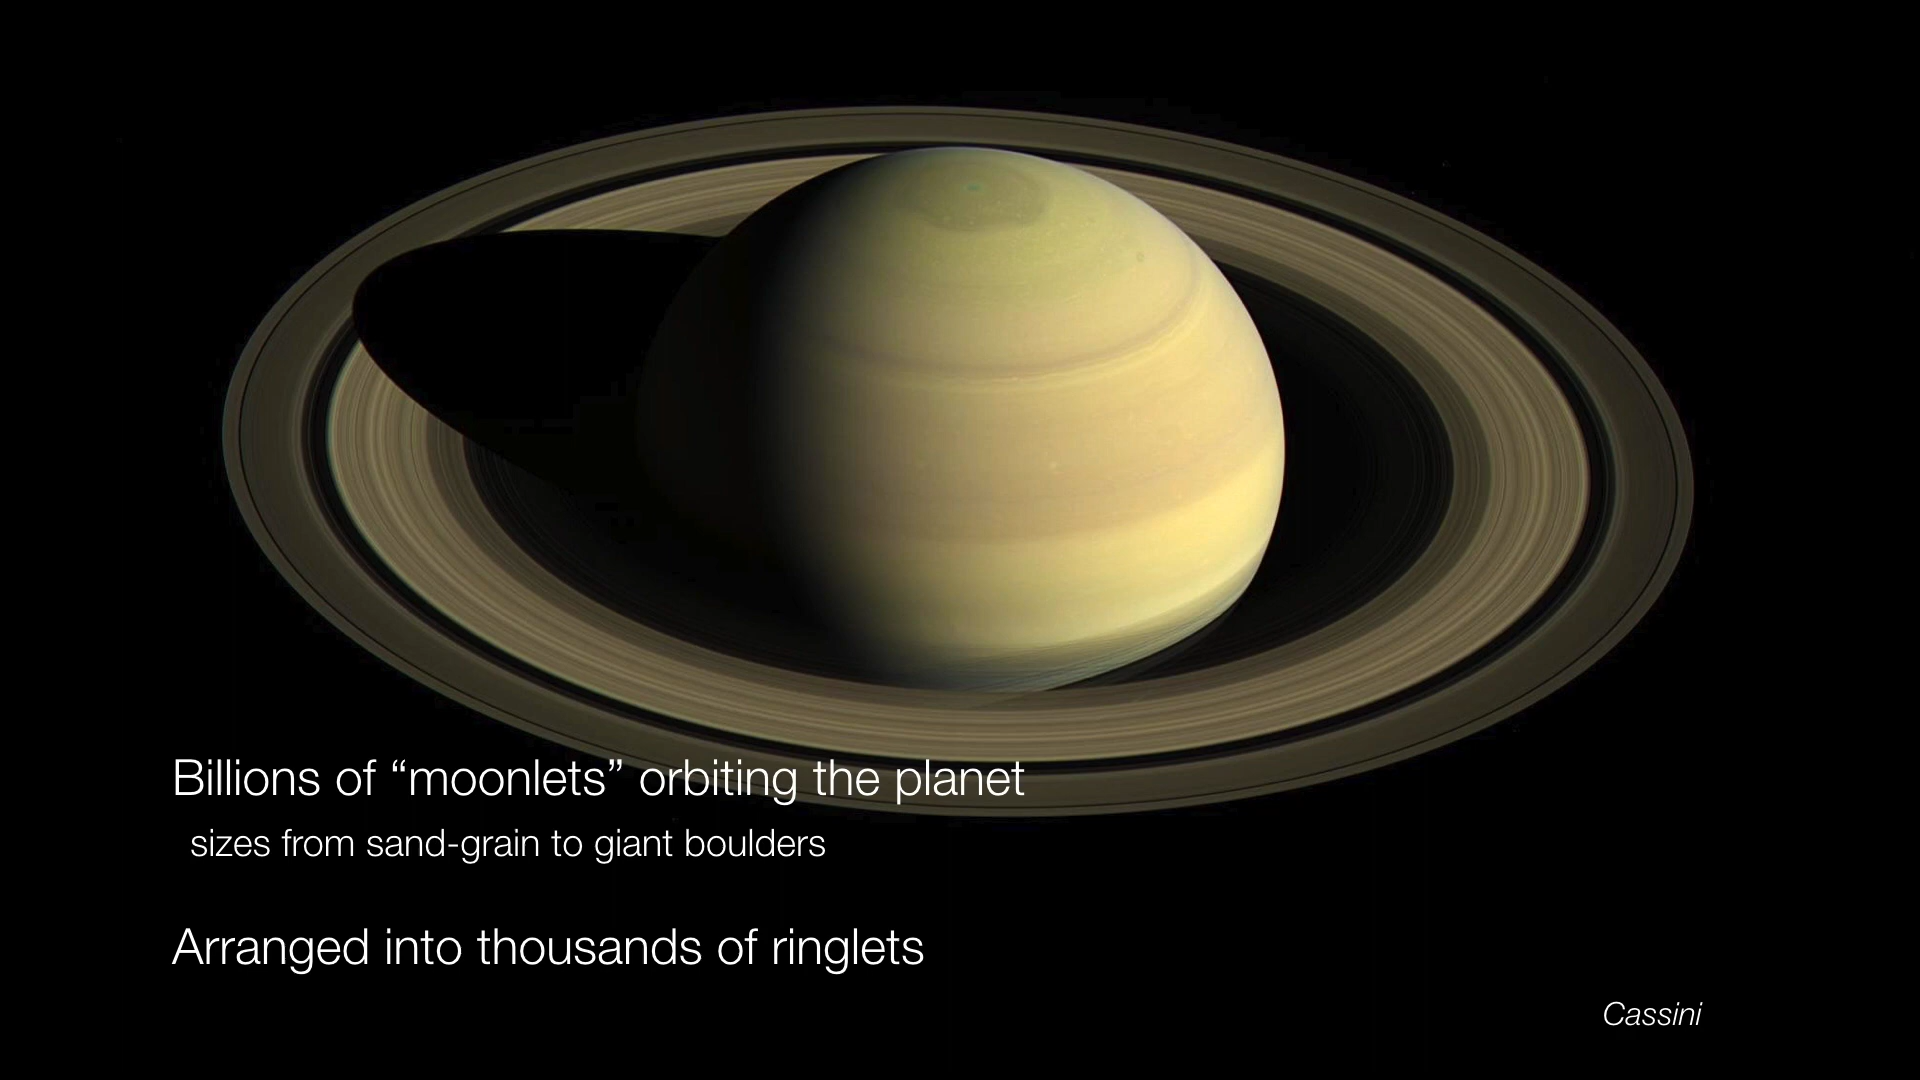 Billions of “moonlets” orbiting the planet
sizes from sand-grain to giant boulders
Arranged into thousands of ringlets
Cassini